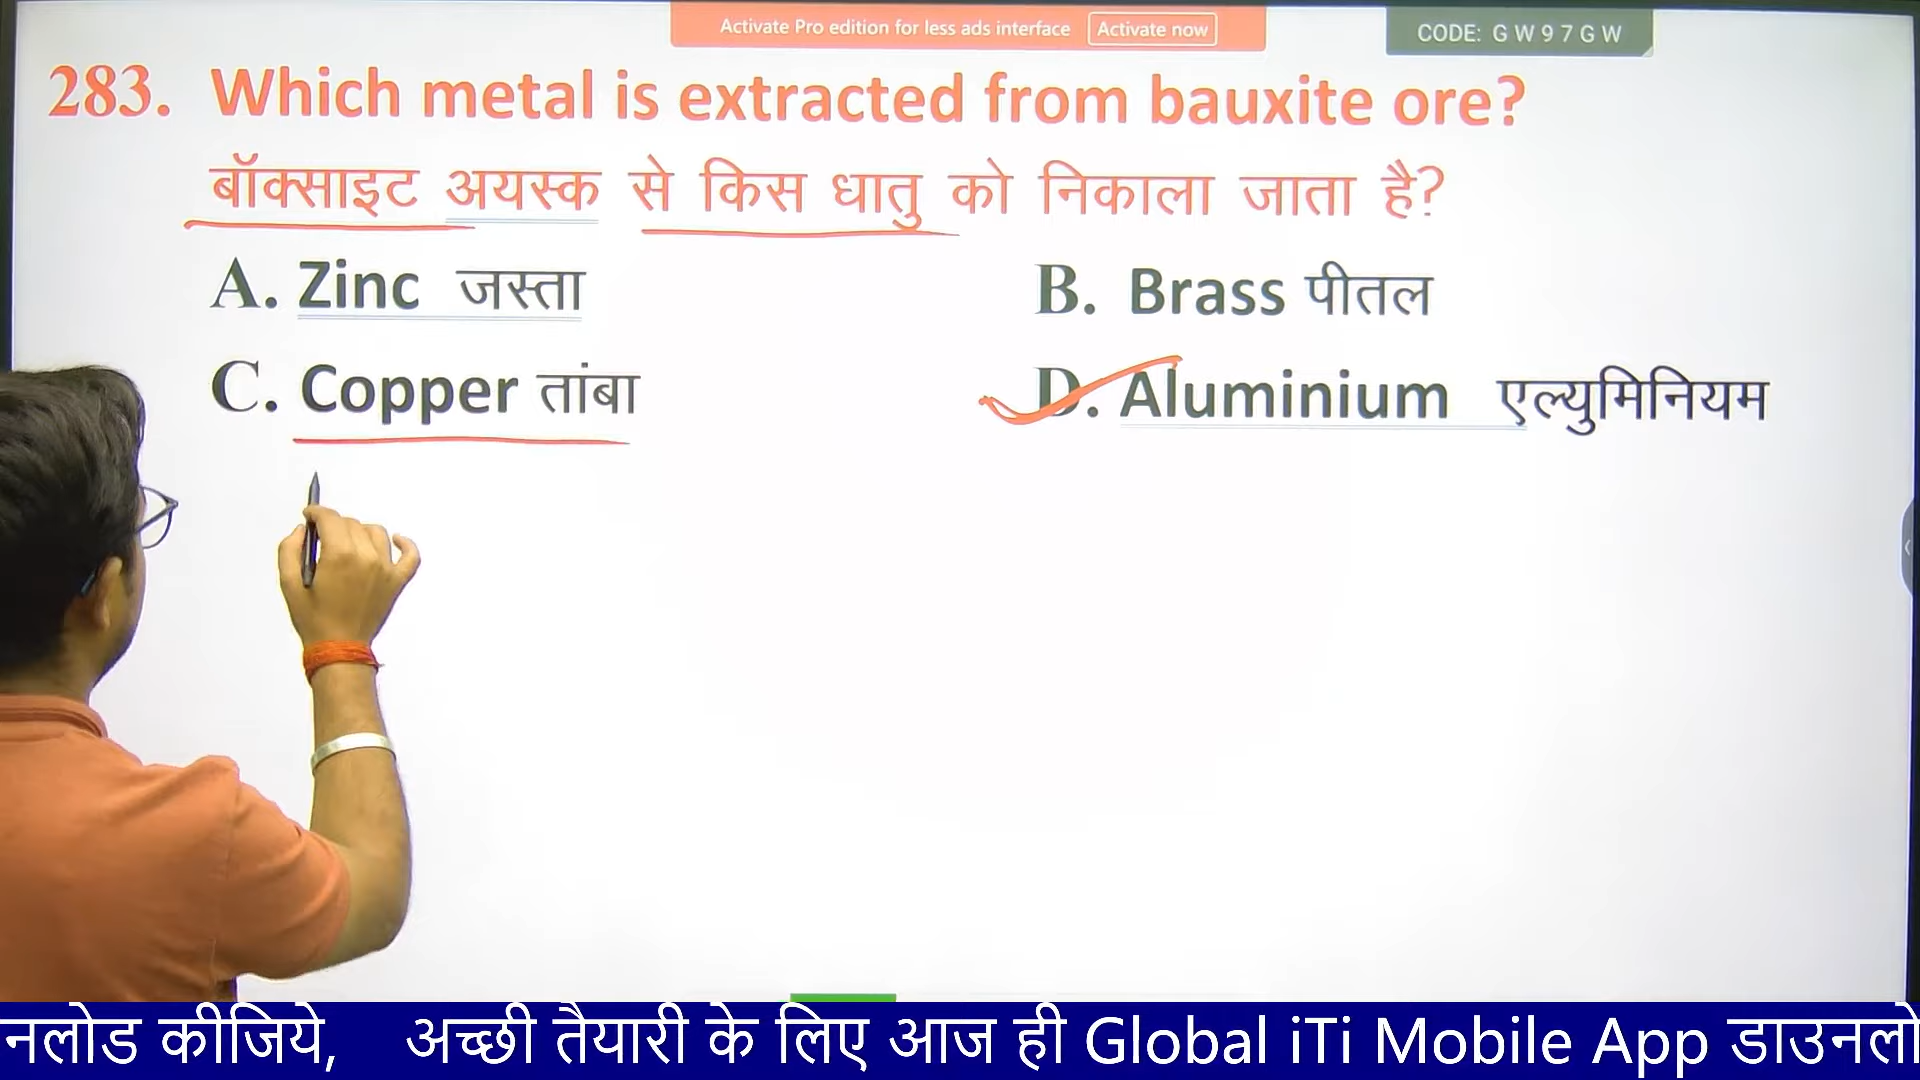 Activate Pro edition for less ads interface Activate now
CODE: G W 9 7 G W
283. Which metal is extracted from bauxite ore?
बॉक्साइट अयस्क से किस धातु को निकाला जाता है?
A. Zinc जस्ता
B. Brass पीतल
C. Copper तांबा
D. Aluminium एल्युमिनियम
नलोड कीजिये, अच्छी तैयारी के लिए आज ही Global iTi Mobile App डाउनलो